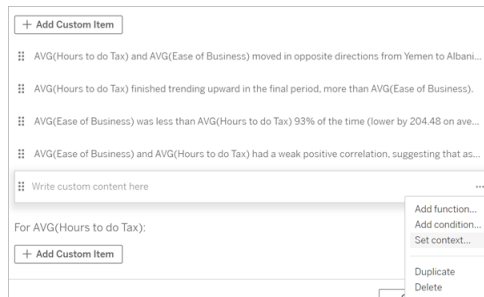 + Add Custom Item
AVG(Hours to do Tax) and AVG(Ease of Business) moved in opposite directions from Yemen to Albani...
AVG(Hours to do Tax) finished trending upward in the final period, more than AVG(Ease of Business).
AVG(Ease of Business) was less than AVG(Hours to do Tax) 93% of the time (lower by 204.48 on ave...
AVG(Ease of Business) and AVG(Hours to do Tax) had a weak positive correlation, suggesting that as...
Write custom content here ...
Add function...
Add condition...
Set context...
Duplicate
Delete
For AVG(Hours to do Tax):
+ Add Custom Item